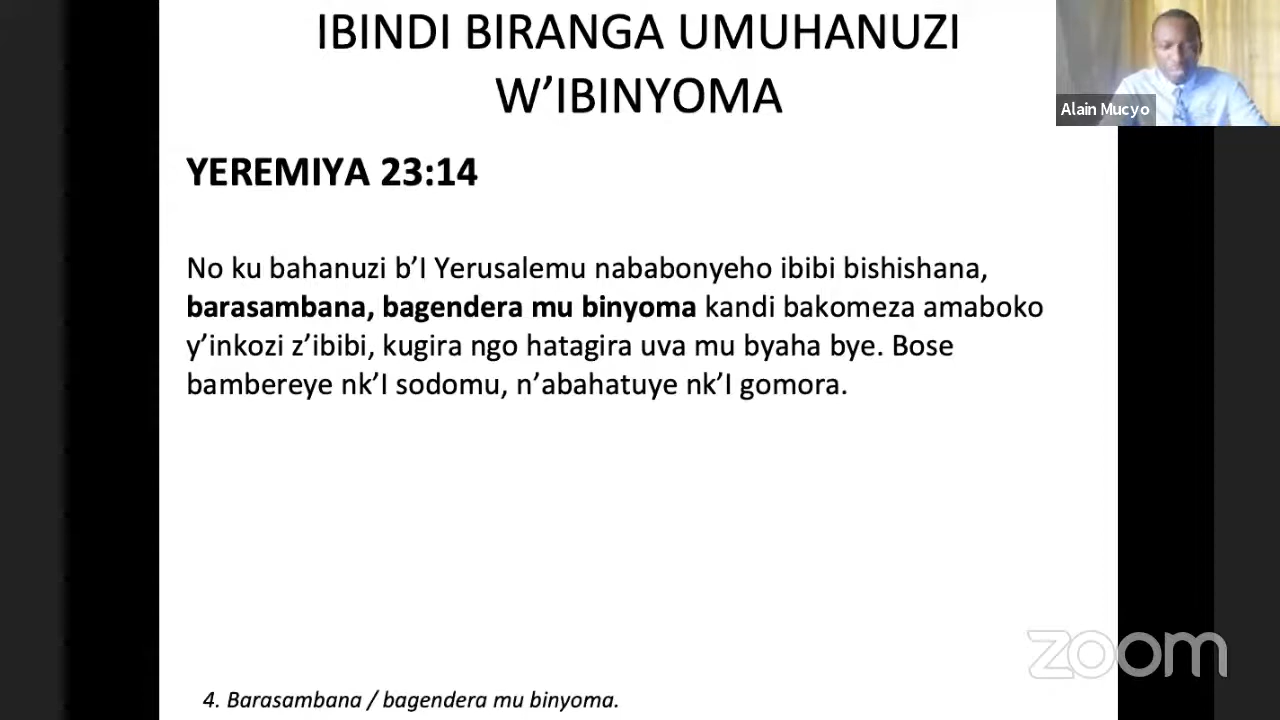 IBINDI BIRANGA UMUHANUZI
W’IBINYOMA
Alain Mucyo
YEREMIYA 23:14
No ku bahanuzi b’I Yerusalemu nababonyeho ibibi bishishana,
barasambana, bagendera mu binyoma kandi bakomeza amaboko
y’inkozi z’ibibi, kugira ngo hatagira uva mu byaha bye. Bose
bambereye nk’I sodomu, n’abahatuye nk’I gomora.
zoom
4. Barasambana / bagendera mu binyoma.